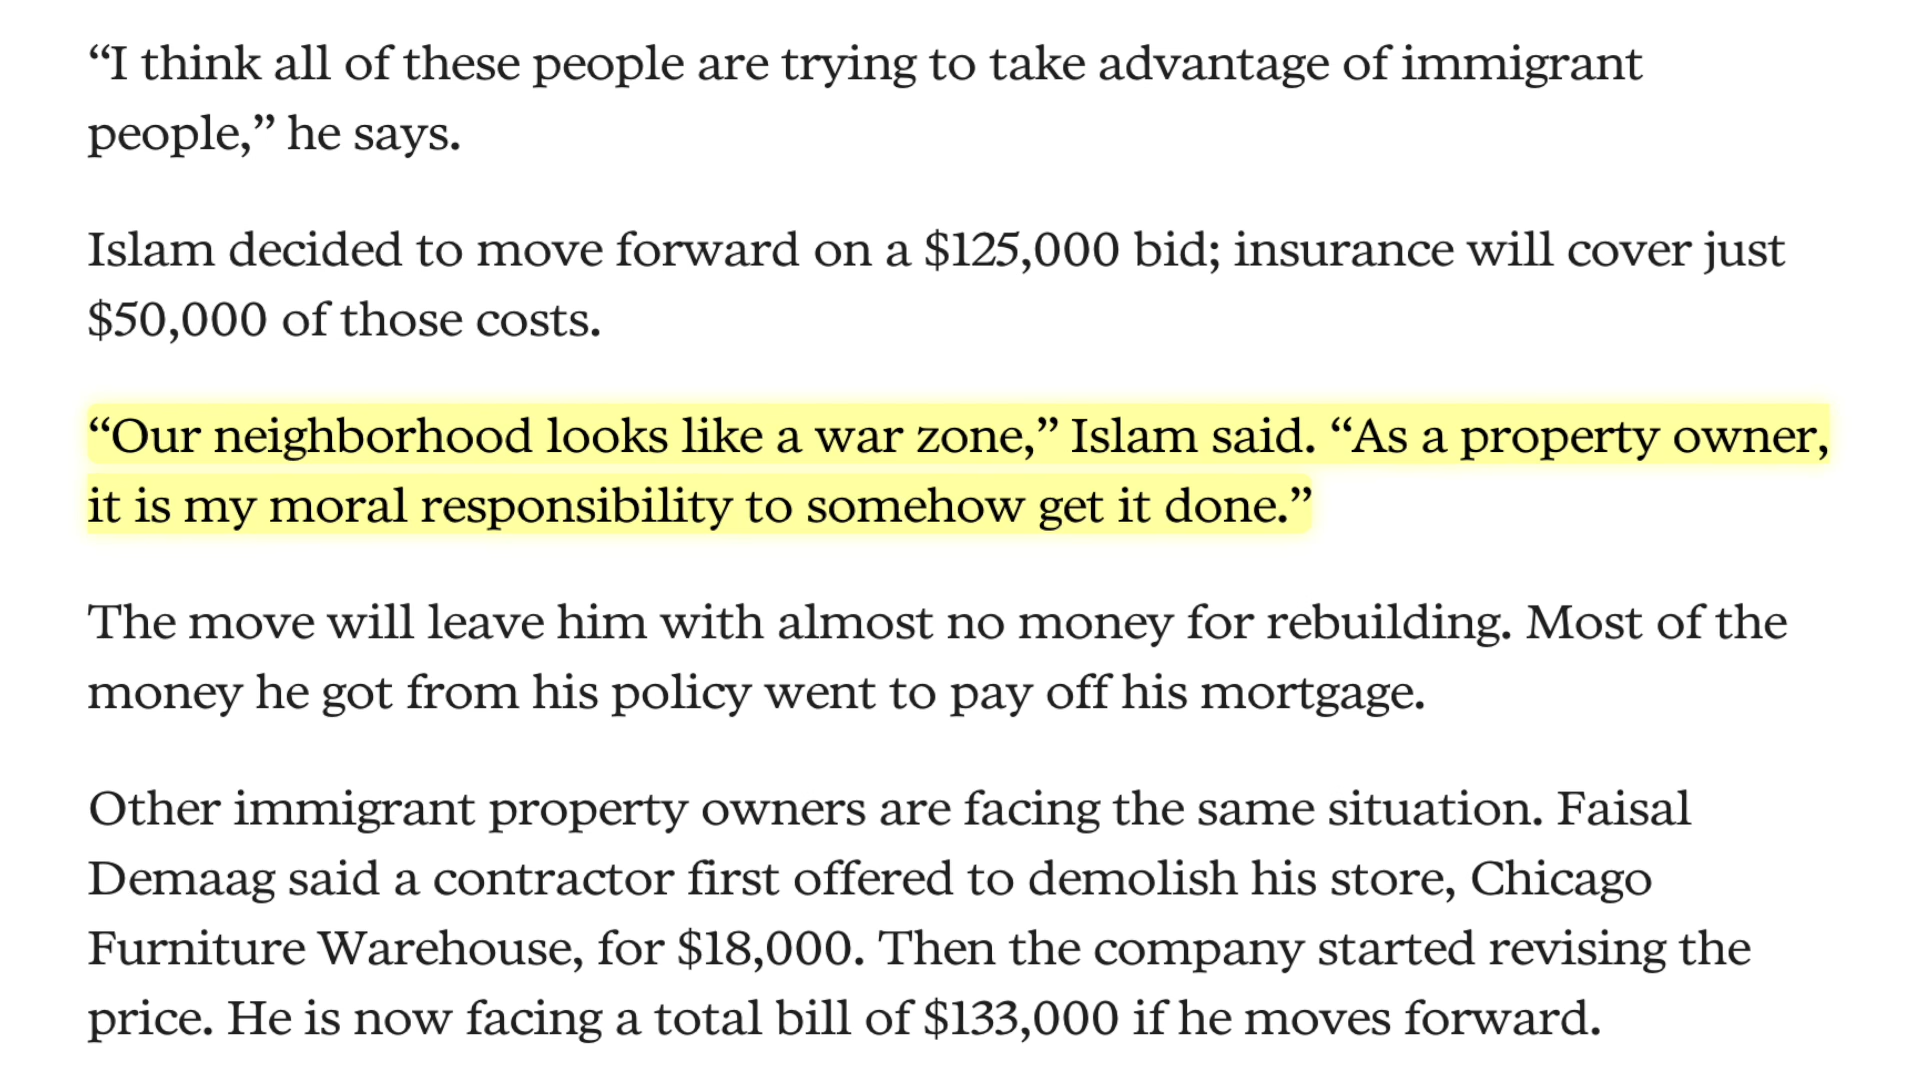 “I think all of these people are trying to take advantage of immigrant
people,” he says.
Islam decided to move forward on a $125,000 bid; insurance will cover just
$50,000 of those costs.
“Our neighborhood looks like a war zone,” Islam said. “As a property owner,
it is my moral responsibility to somehow get it done.”
The move will leave him with almost no money for rebuilding. Most of the
money he got from his policy went to pay off his mortgage.
Other immigrant property owners are facing the same situation. Faisal
Demaag said a contractor first offered to demolish his store, Chicago
Furniture Warehouse, for $18,000. Then the company started revising the
price. He is now facing a total bill of $133,000 if he moves forward.